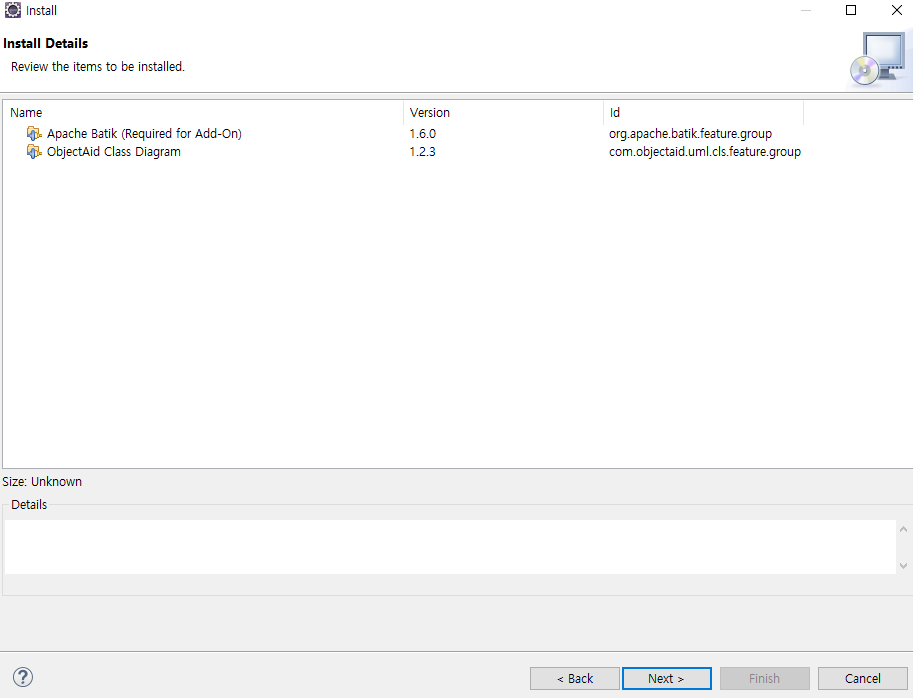 Install
Install Details
Review the items to be installed.
Name Version Id
Apache Batik (Required for Add-On) 1.6.0 org.apache.batik.feature.group
ObjectAid Class Diagram 1.2.3 com.objectaid.uml.cls.feature.group
Size: Unknown
Details
? < Back Next > Finish Cancel